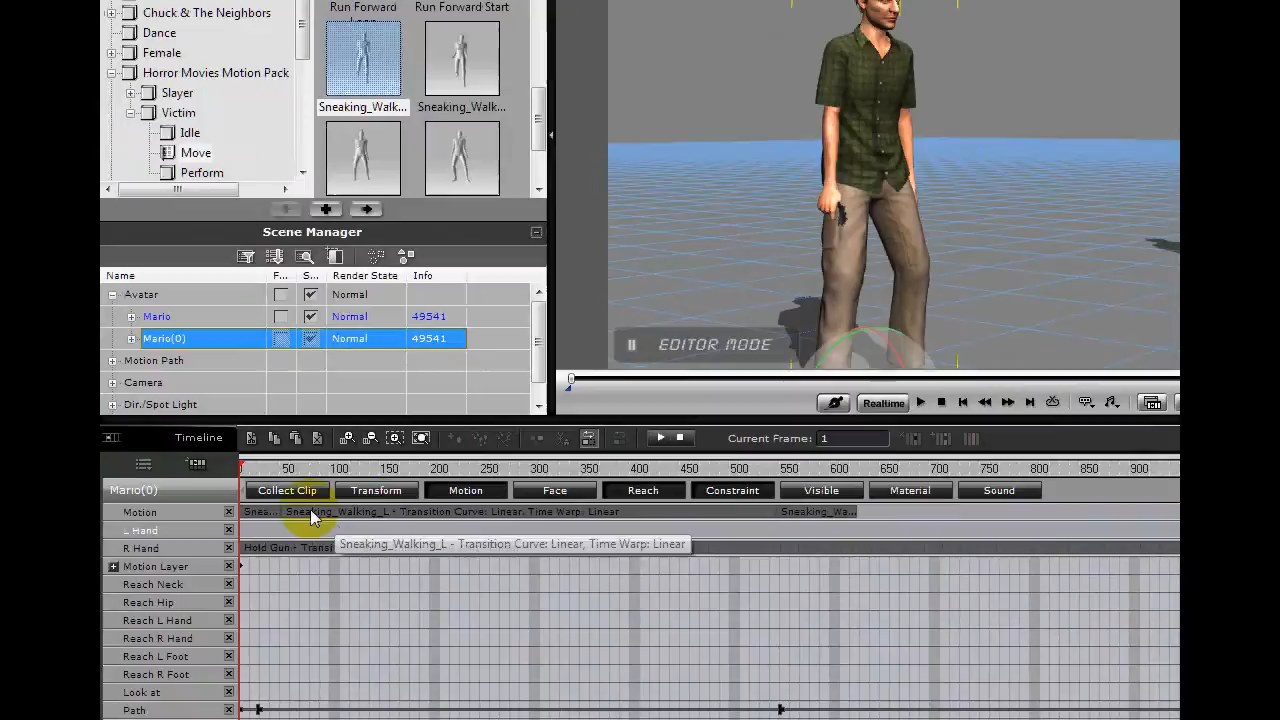 Chuck & The Neighbors
Dance
Female
Horror Movies Motion Pack
Slayer
Victim
Idle
Move
Perform
Run Forward Run Forward Start
Sneaking_Walk... Sneaking_Walk...
Scene Manager
Name F... S... Render State Info
Avatar Normal
Mario Normal 49541
Mario(0) Normal 49541
Motion Path
Camera
Dir./Spot Light
EDITOR MODE
Realtime
Timeline Current Frame: 1
50 100 150 200 250 300 350 400 450 500 550 600 650 700 750 800 850 900
Mario(0) Collect Clip Transform Motion Face Reach Constraint Visible Material Sound
Motion Snea... Sneaking_Walking_L - Transition Curve: Linear, Time Warp: Linear Sneaking_Wa...
L Hand
R Hand Hold Gun - Transi
Sneaking_Walking_L - Transition Curve: Linear, Time Warp: Linear
Motion Layer
Reach Neck
Reach Hip
Reach L Hand
Reach R Hand
Reach L Foot
Reach R Foot
Look at
Path